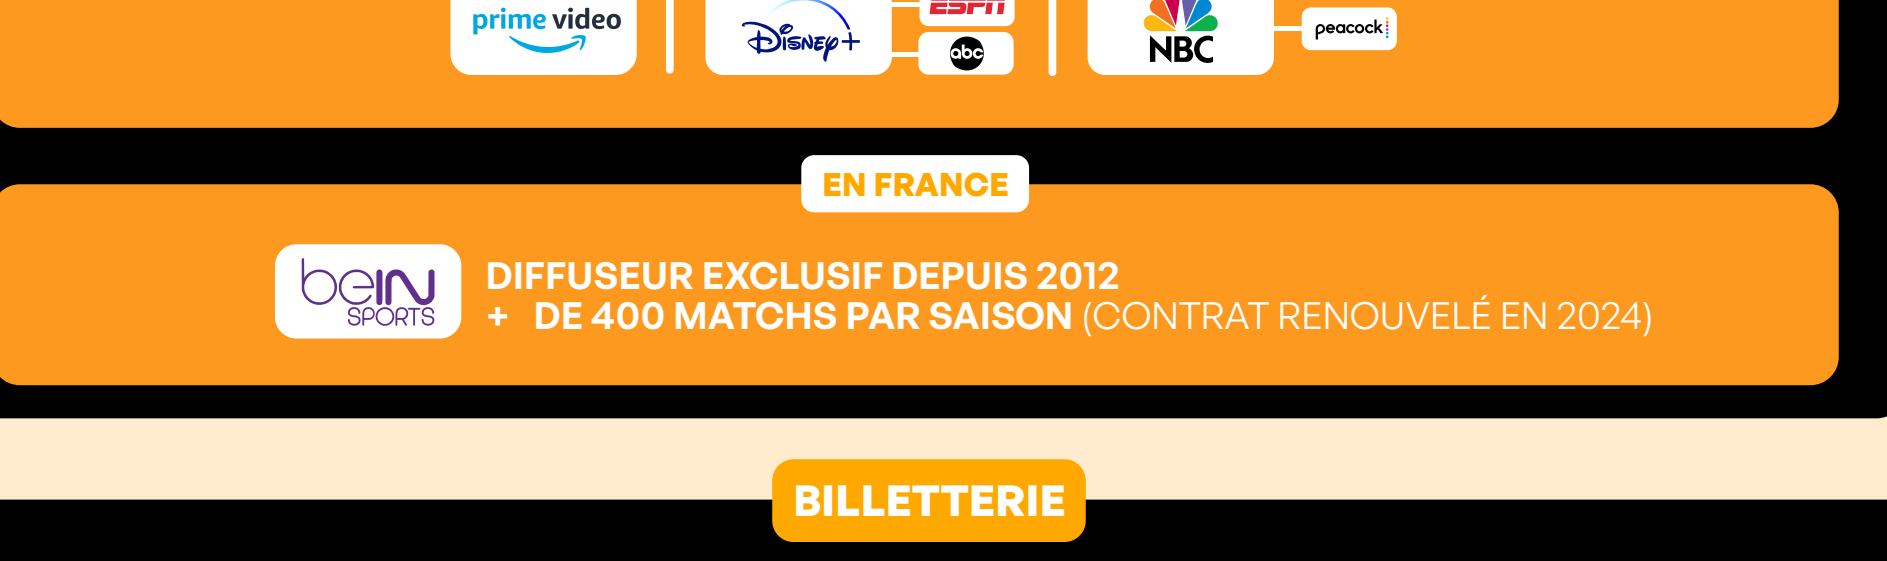 prime video
Disney+
ESPN
abc
NBC
peacock
EN FRANCE
beIN
SPORTS
DIFFUSEUR EXCLUSIF DEPUIS 2012
+ DE 400 MATCHS PAR SAISON (CONTRAT RENOUVELÉ EN 2024)
BILLETTERIE